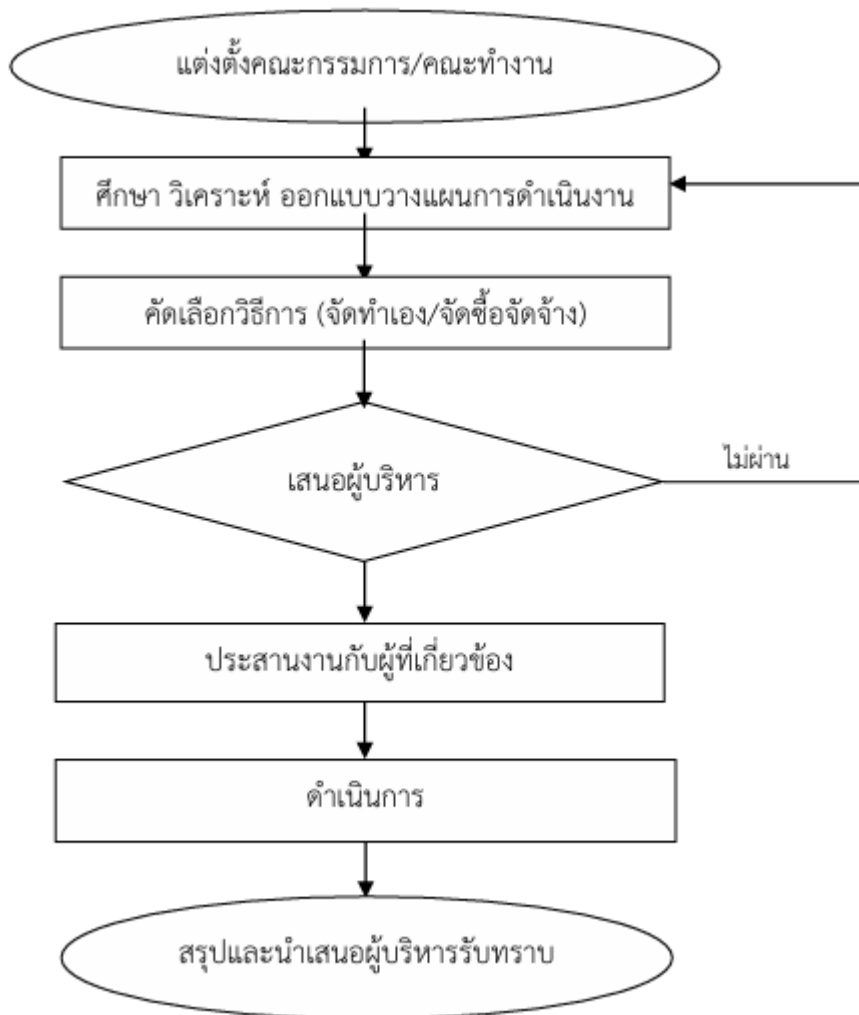 แต่งตั้งคณะกรรมการ/คณะทำงาน
ศึกษา วิเคราะห์ ออกแบบวางแผนการดำเนินงาน
คัดเลือกวิธีการ (จัดทำเอง/จัดซื้อจัดจ้าง)
เสนอผู้บริหาร
ไม่ผ่าน
ประสานงานกับผู้ที่เกี่ยวข้อง
ดำเนินการ
สรุปและนำเสนอผู้บริหารรับทราบ